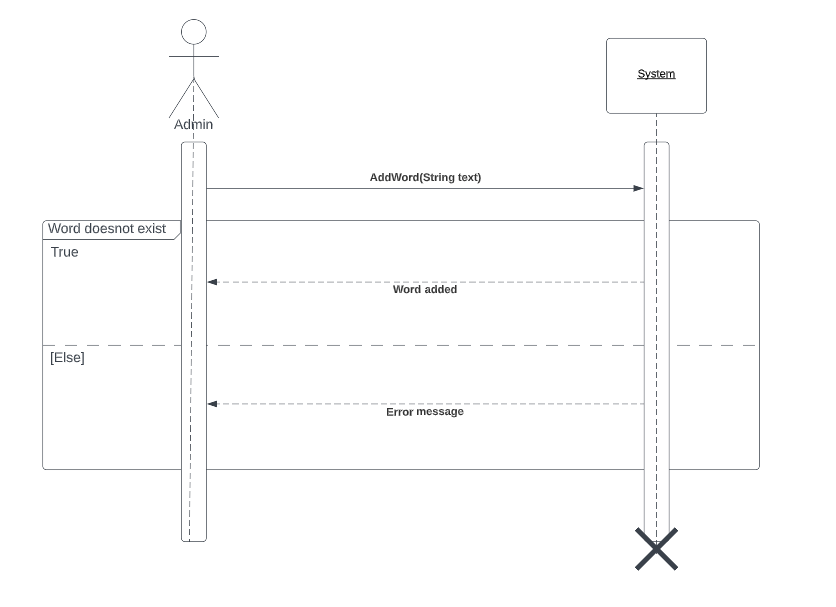 System
Admin
AddWord(String text)
Word doesnot exist
True
Word added
[Else]
Error message